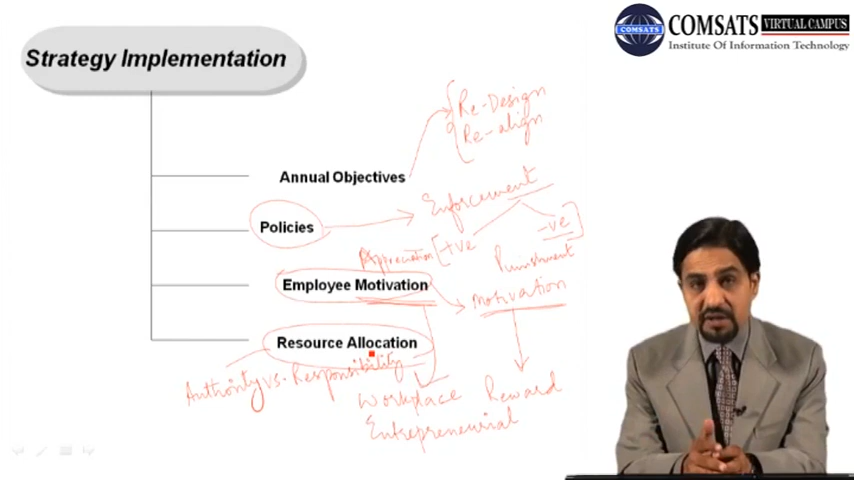 COMSATS VIRTUAL CAMPUS
Institute Of Information Technology
COMSATS
Strategy Implementation
Re-Design
Re-align
Annual Objectives
Enforcement
Policies
+ve
-ve
Appreciation
Punishment
Employee Motivation
motivation
Resource Allocation
Authority vs. Responsibility
Workplace
Reward
Entrepreneurial